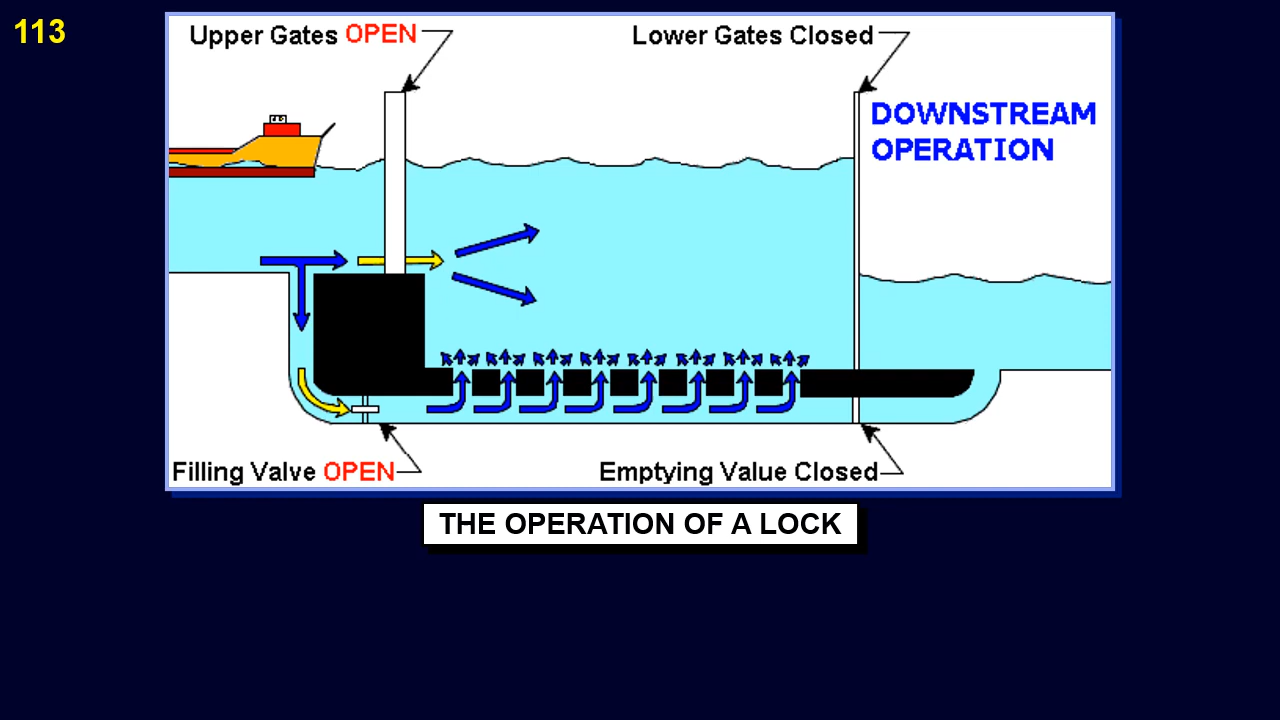 113
Upper Gates OPEN
Lower Gates Closed
DOWNSTREAM
OPERATION
Filling Valve OPEN
Emptying Value Closed
THE OPERATION OF A LOCK